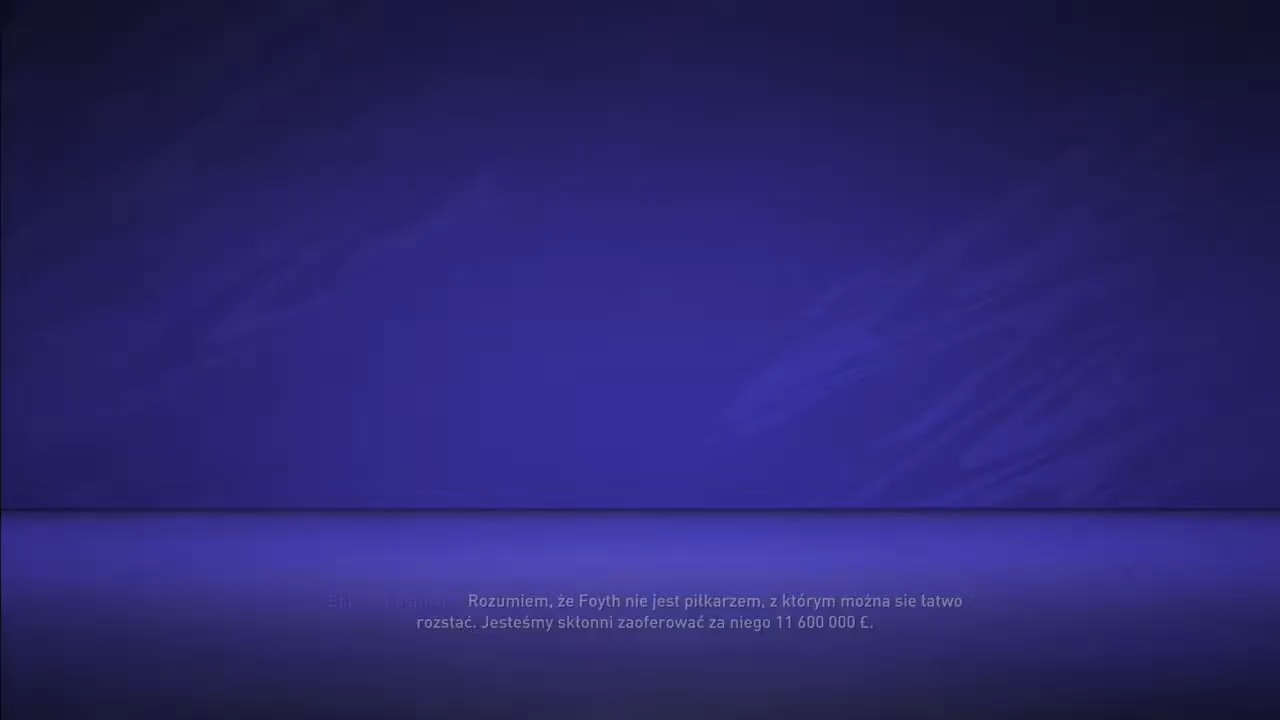 Rozumiem, że Foyth nie jest piłkarzem, z którym można się łatwo
rozstać. Jesteśmy skłonni zaoferować za niego 11 600 000 £.